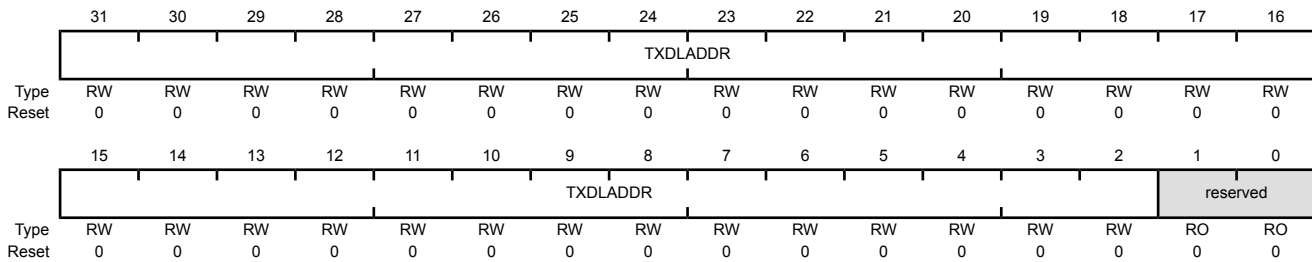 31 30 29 28 27 26 25 24 23 22 21 20 19 18 17 16
TXDLADDR
Type RW RW RW RW RW RW RW RW RW RW RW RW RW RW RW RW
Reset 0 0 0 0 0 0 0 0 0 0 0 0 0 0 0 0
15 14 13 12 11 10 9 8 7 6 5 4 3 2 1 0
TXDLADDR reserved
Type RW RW RW RW RW RW RW RW RW RW RW RW RW RW RO RO
Reset 0 0 0 0 0 0 0 0 0 0 0 0 0 0 0 0